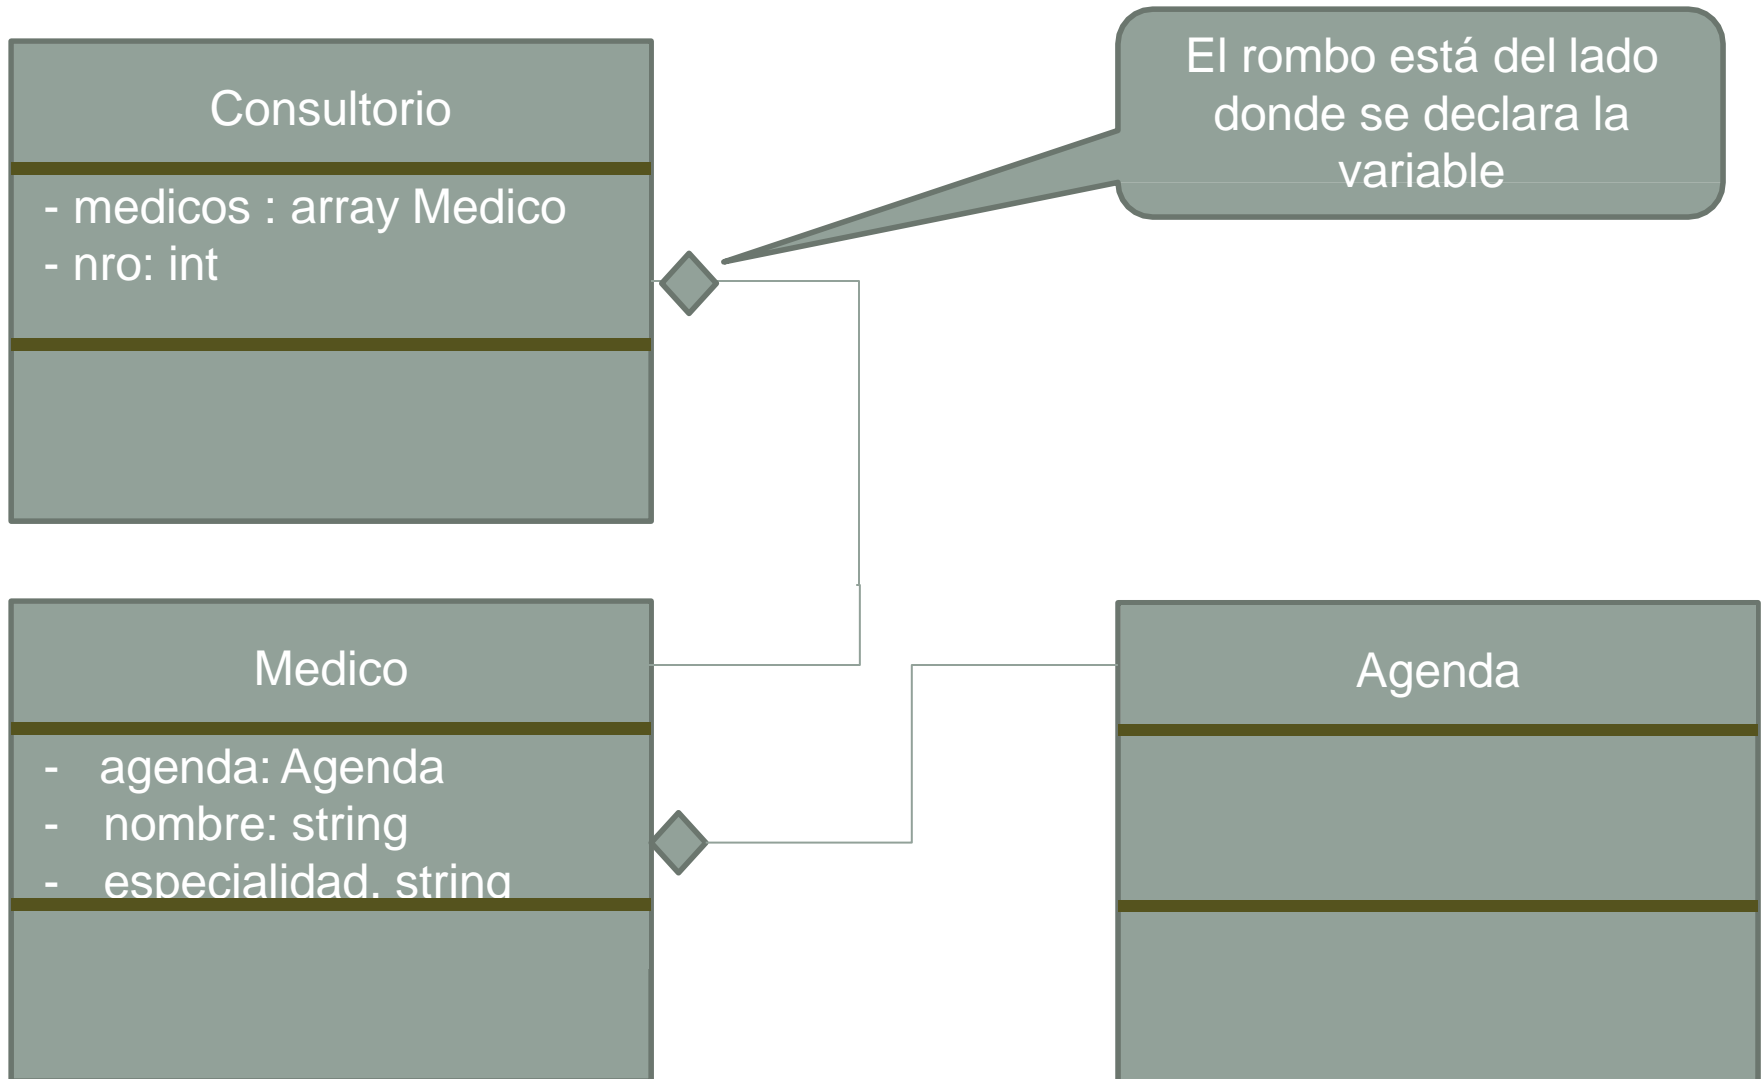 Consultorio
- medicos : array Medico
- nro: int
El rombo está del lado
donde se declara la
variable
Medico
- agenda: Agenda
- nombre: string
- especialidad. string
Agenda